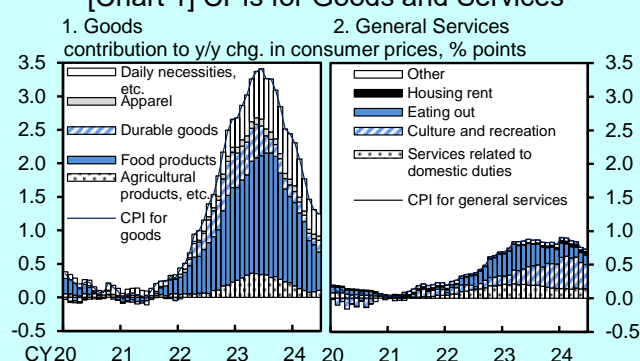 [Chart 1] CPIs for Goods and Services
1. Goods
2. General Services
contribution to y/y chg. in consumer prices, % points
3.5
3.0
2.5
2.0
1.5
1.0
0.5
0.0
-0.5
Daily necessities,
etc.
Apparel
Durable goods
Food products
Agricultural
products, etc.
CPI for
goods
CY20 21 22 23 24
Other
Housing rent
Eating out
Culture and recreation
Services related to
domestic duties
CPI for general services
3.5
3.0
2.5
2.0
1.5
1.0
0.5
0.0
-0.5
20 21 22 23 24